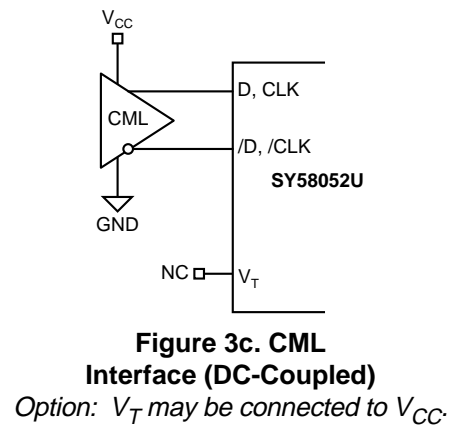 VCC
CML
D, CLK
/D, /CLK
SY58052U
GND
NC
VT
Figure 3c. CML
Interface (DC-Coupled)
Option: VT may be connected to VCC.